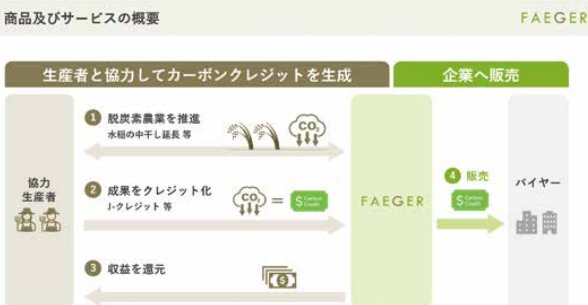 商品及びサービスの概要
FAEGER
生産者と協力してカーボンクレジットを生成
企業へ販売
協力
生産者
1 脱炭素農業を推進
水稲の中干し延長 等
CO₂
2 成果をクレジット化
J-クレジット 等
CO₂ = $ Carbon Credit
3 収益を還元
FAEGER
4 販売
$ Carbon Credit
バイヤー